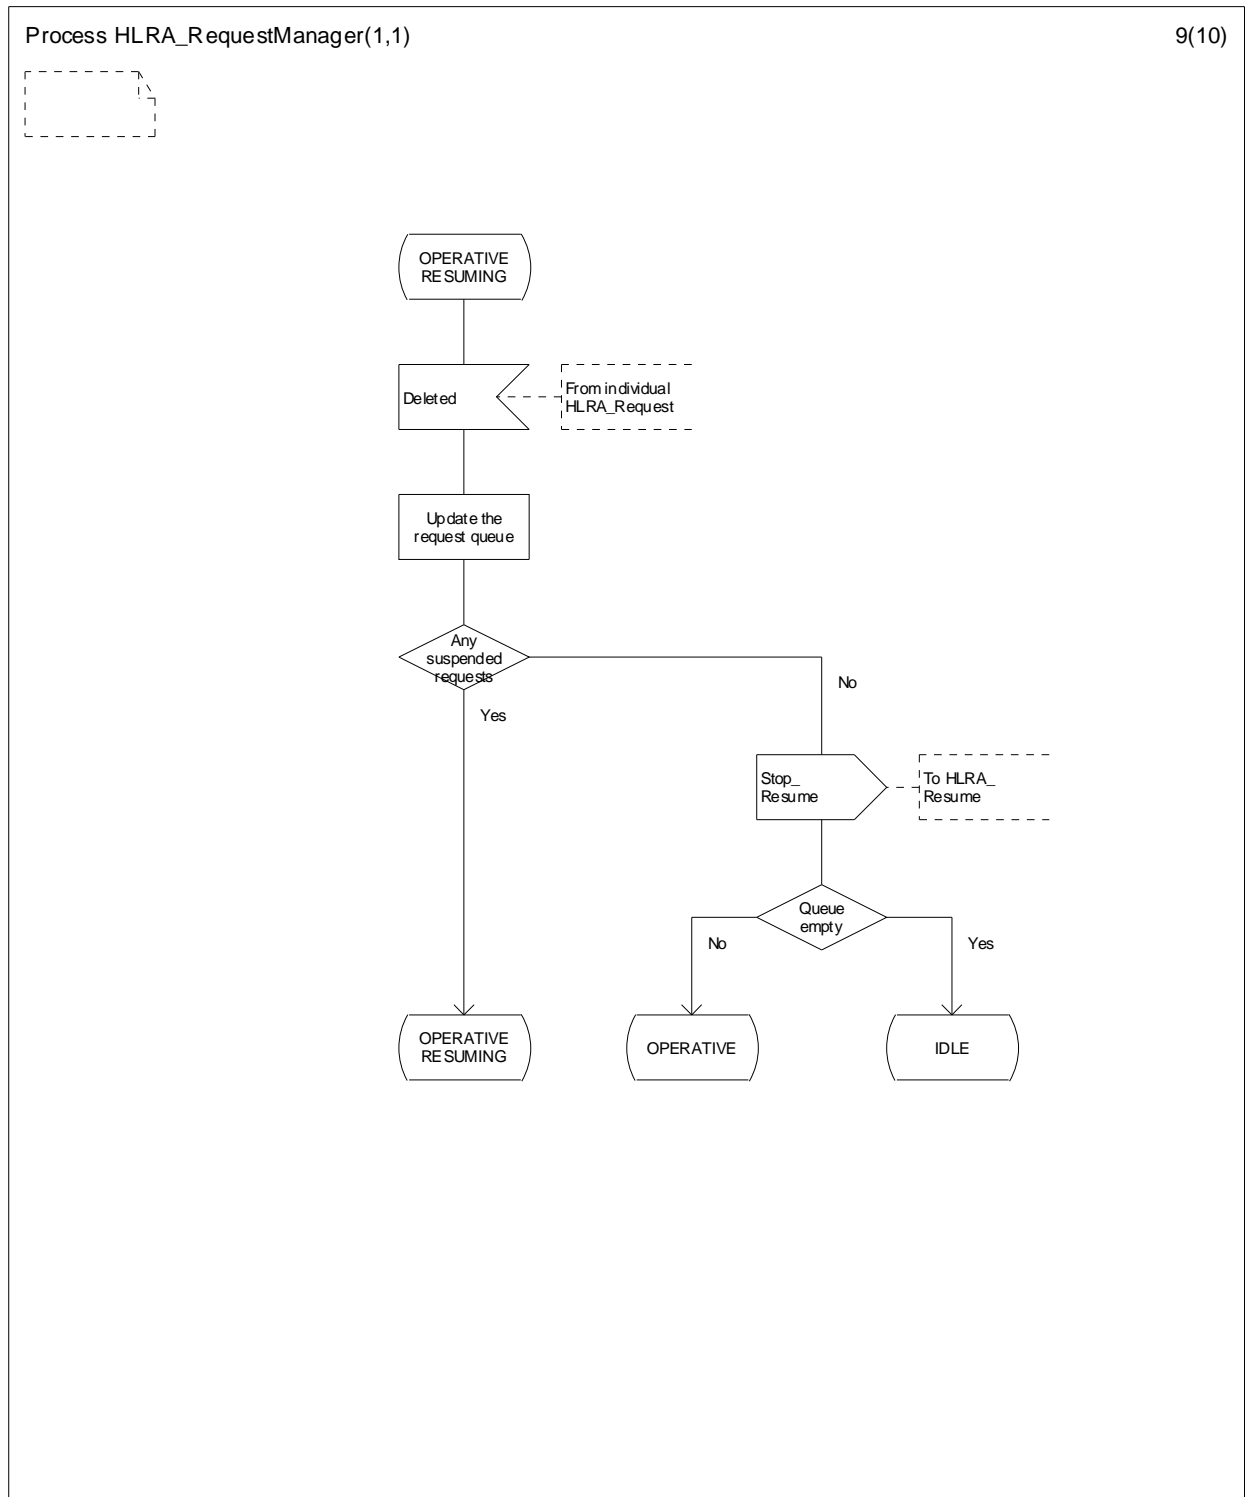 Process HLRA_RequestManager(1,1)
9(10)
OPERATIVE
RESUMING
Deleted
From individual
HLRA_Request
Update the
request queue
Any
suspended
requests
No
Yes
Stop_
Resume
To HLRA_
Resume
Queue
empty
No
Yes
OPERATIVE
RESUMING
OPERATIVE
IDLE